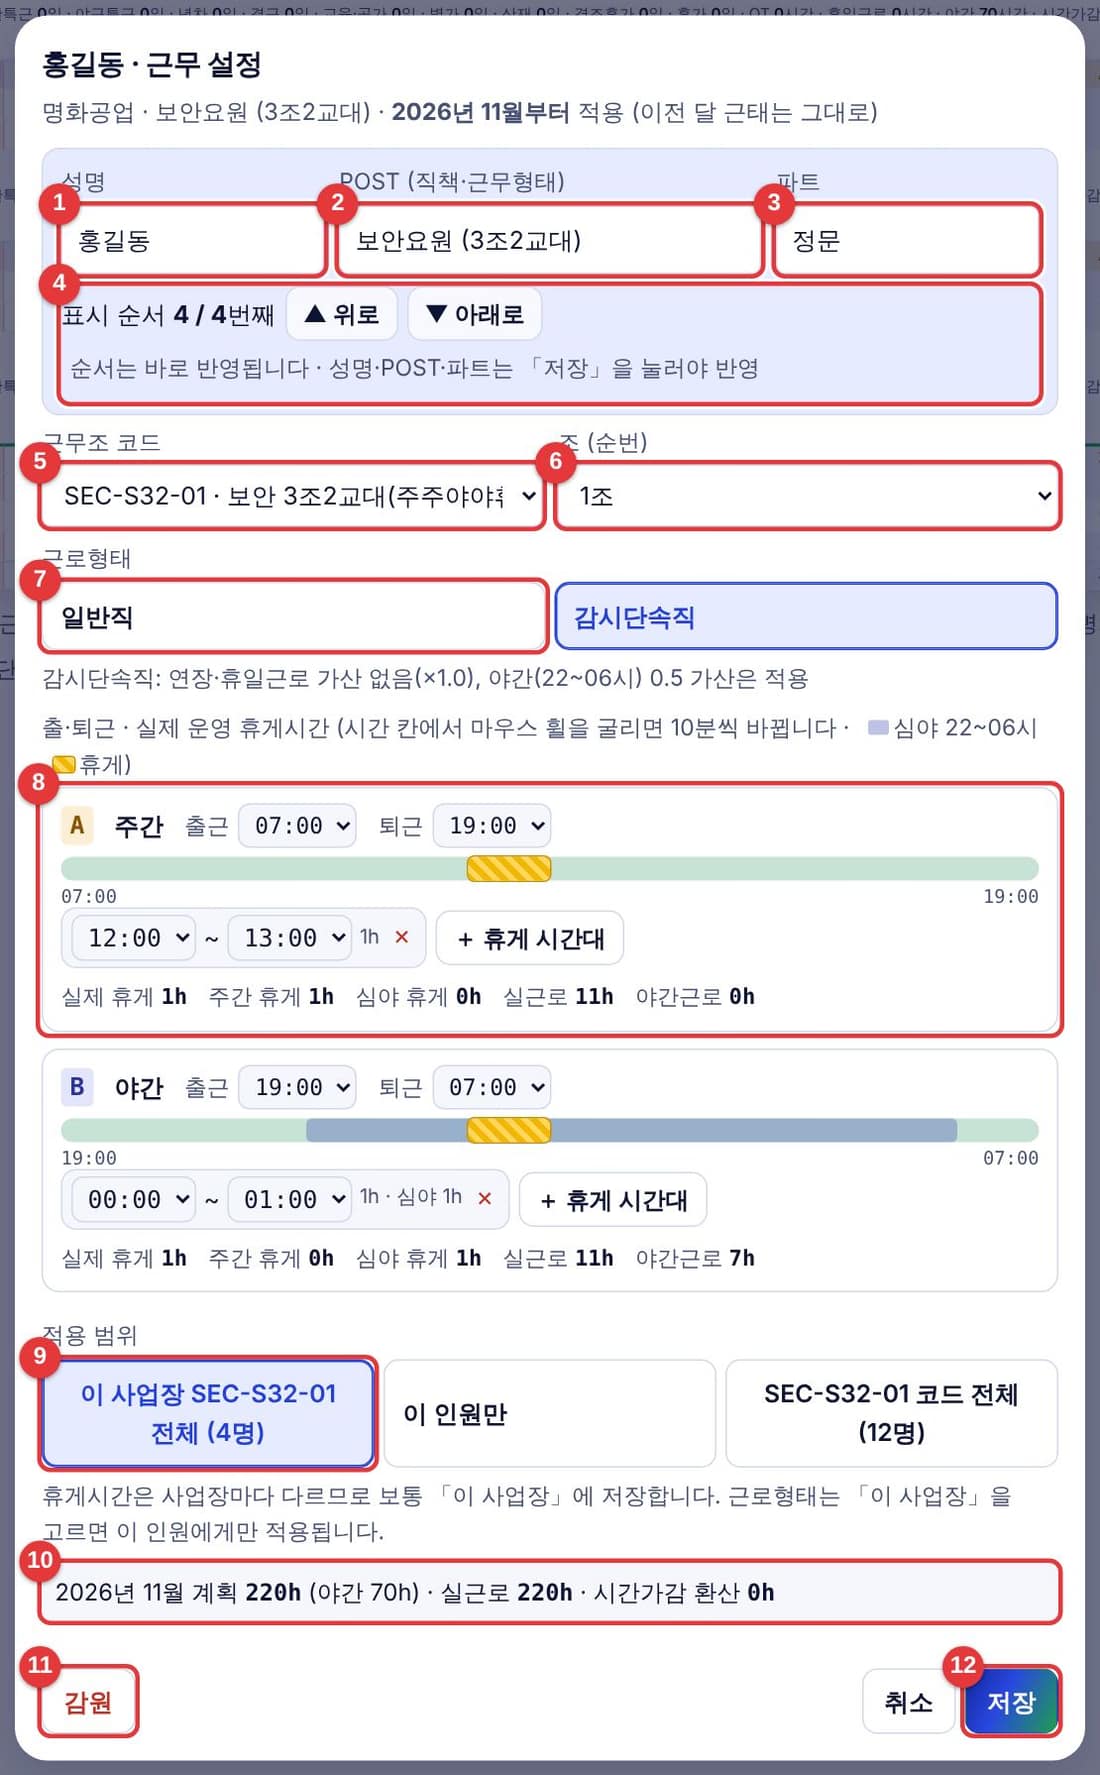 홍길동 · 근무 설정
명화공업 · 보안요원 (3조2교대) · 2026년 11월부터 적용 (이전 달 근태는 그대로)
성명 POST (직책·근무형태) 파트
1 2 3
홍길동 보안요원 (3조2교대) 정문
4
표시 순서 4 / 4번째 ▲ 위로 ▼ 아래로
순서는 바로 반영됩니다 · 성명·POST·파트는 「저장」을 눌러야 반영
근무조 코드 조 (순번)
5 6
SEC-S32-01 · 보안 3조2교대(주주야야 1조
근로형태
7
일반직 감시단속직
감시단속직: 연장·휴일근로 가산 없음(×1.0), 야간(22~06시) 0.5 가산은 적용
출·퇴근 · 실제 운영 휴게시간 (시간 칸에서 마우스 휠을 굴리면 10분씩 바뀝니다 · 심야 22~06시
휴게)
8
A 주간 출근 07:00 퇴근 19:00
07:00 19:00
12:00 ~ 13:00 1h × + 휴게 시간대
실제 휴게 1h 주간 휴게 1h 심야 휴게 0h 실근로 11h 야간근로 0h
B 야간 출근 19:00 퇴근 07:00
19:00 07:00
00:00 ~ 01:00 1h · 심야 1h × + 휴게 시간대
실제 휴게 1h 주간 휴게 0h 심야 휴게 1h 실근로 11h 야간근로 7h
적용 범위
9
이 사업장 SEC-S32-01 전체 (4명)
이 인원만
SEC-S32-01 코드 전체 (12명)
휴게시간은 사업장마다 다르므로 보통 「이 사업장」에 저장합니다. 근로형태는 「이 사업장」을
고르면 이 인원에게만 적용됩니다.
10
2026년 11월 계획 220h (야간 70h) · 실근로 220h · 시간가감 환산 0h
11 12
감원 취소 저장